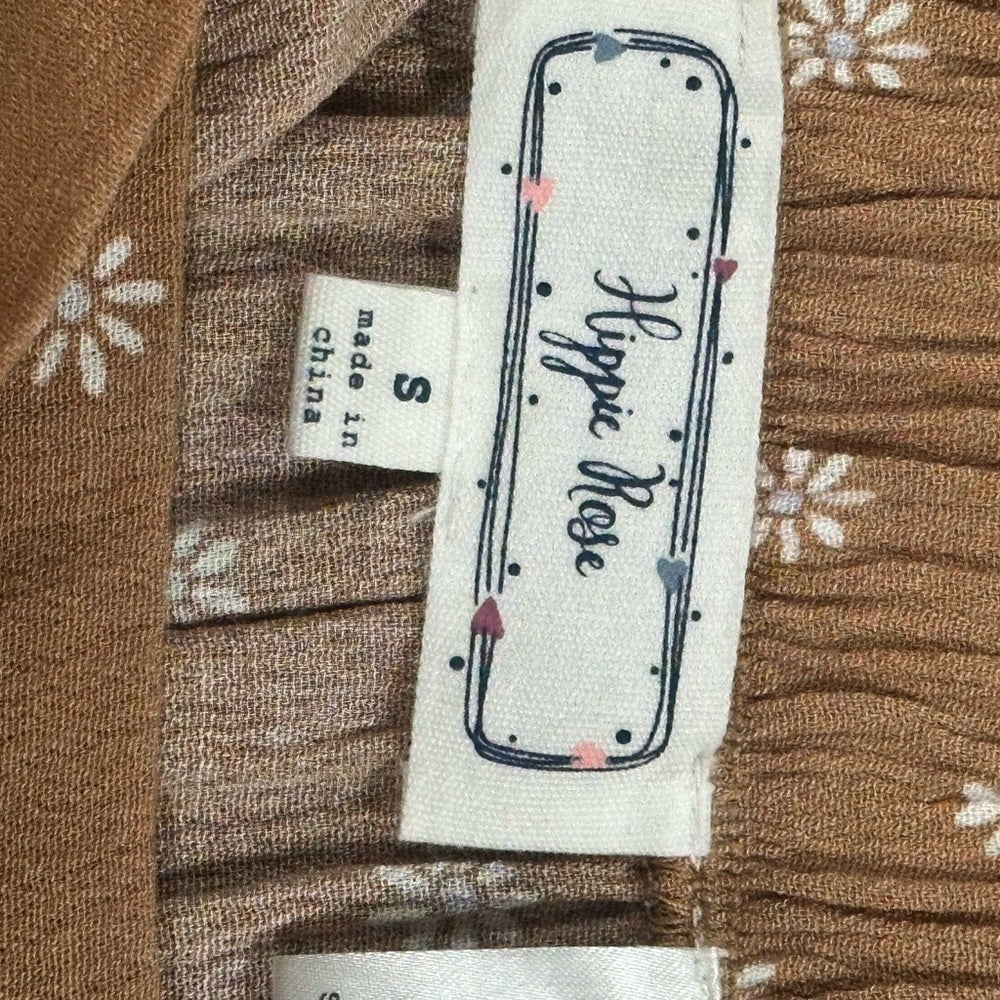 Hippie Rose
S
made in
china